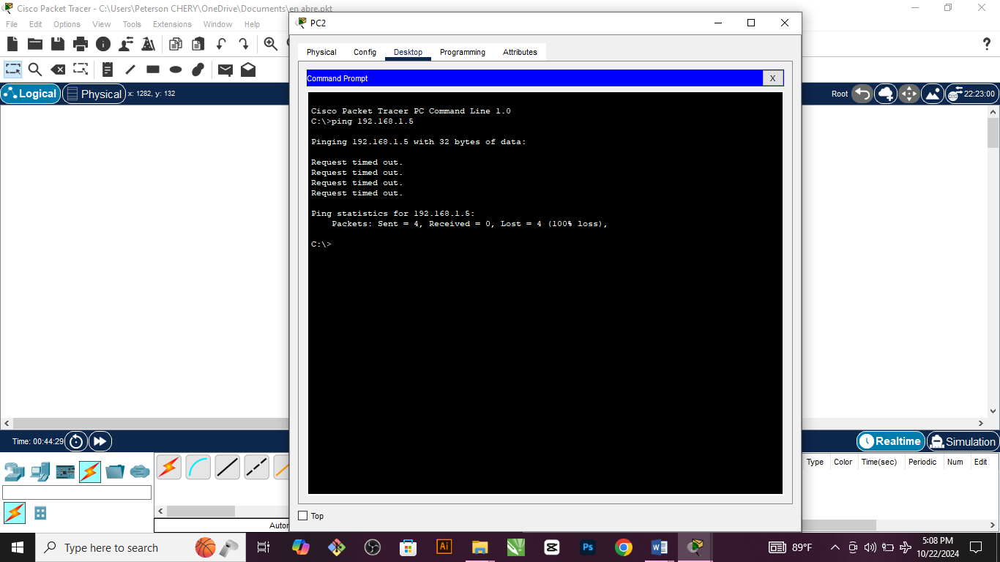 Cisco Packet Tracer - C:\Users\Peterson CHERY\OneDrive\Documents\en abre.pkt
File Edit Options View Tools Extensions Window Help
PC2
Physical Config Desktop Programming Attributes
Command Prompt
X
Logical
Physical
x: 1282, y: 132
Root
22:23:00
Cisco Packet Tracer PC Command Line 1.0
C:\>ping 192.168.1.5
Pinging 192.168.1.5 with 32 bytes of data:
Request timed out.
Request timed out.
Request timed out.
Request timed out.
Ping statistics for 192.168.1.5:
Packets: Sent = 4, Received = 0, Lost = 4 (100% loss),
C:\>
Time: 00:44:29
Realtime
Simulation
Type Color Time(sec) Periodic Num Edit
Autor
Top
Type here to search
Ai
Ps
89°F
5:08 PM
10/22/2024